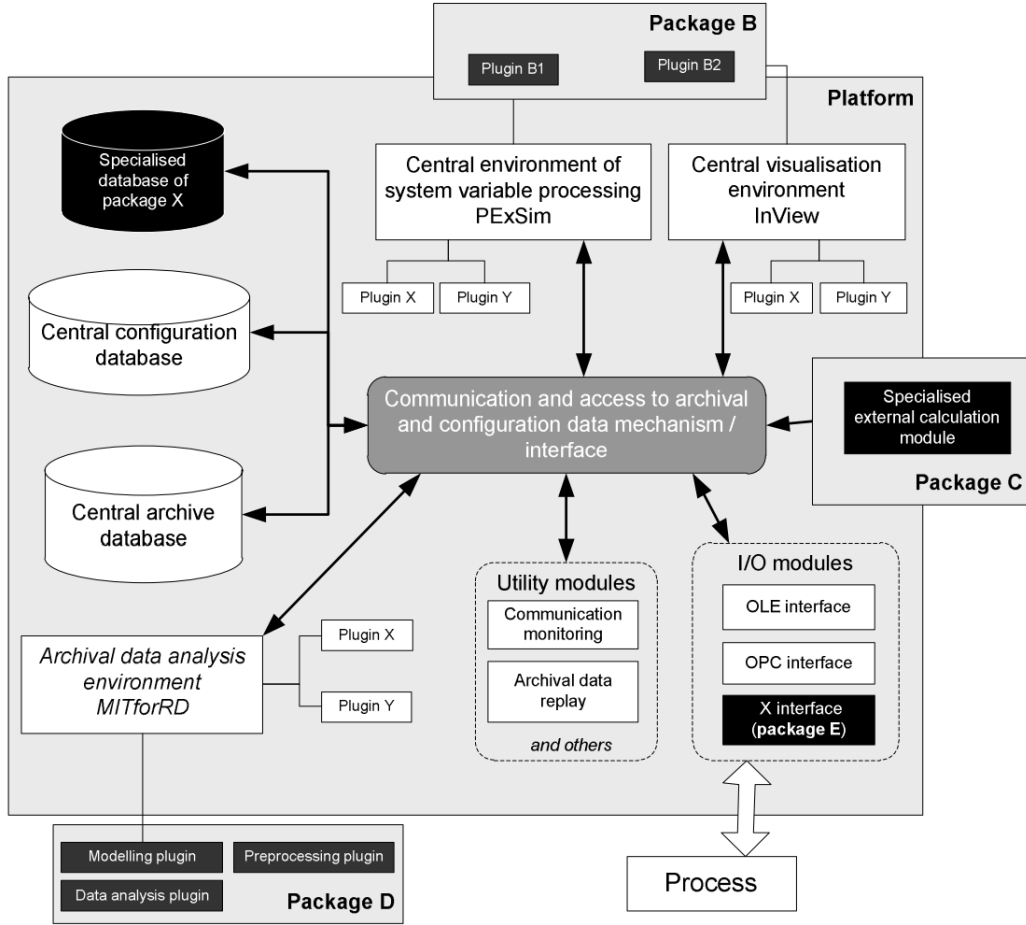 Package B
Plugin B1
Plugin B2
Platform
Specialised
database of
package X
Central environment of
system variable processing
PExSim
Central visualisation
environment
InView
Plugin X
Plugin Y
Plugin X
Plugin Y
Central configuration
database
Communication and access to archival
and configuration data mechanism /
interface
Specialised
external calculation
module
Package C
Central archive
database
Utility modules
Communication
monitoring
Archival data
replay
and others
I/O modules
OLE interface
OPC interface
X interface
(package E)
Archival data analysis
environment
MITforRD
Plugin X
Plugin Y
Modelling plugin
Preprocessing plugin
Data analysis plugin
Package D
Process